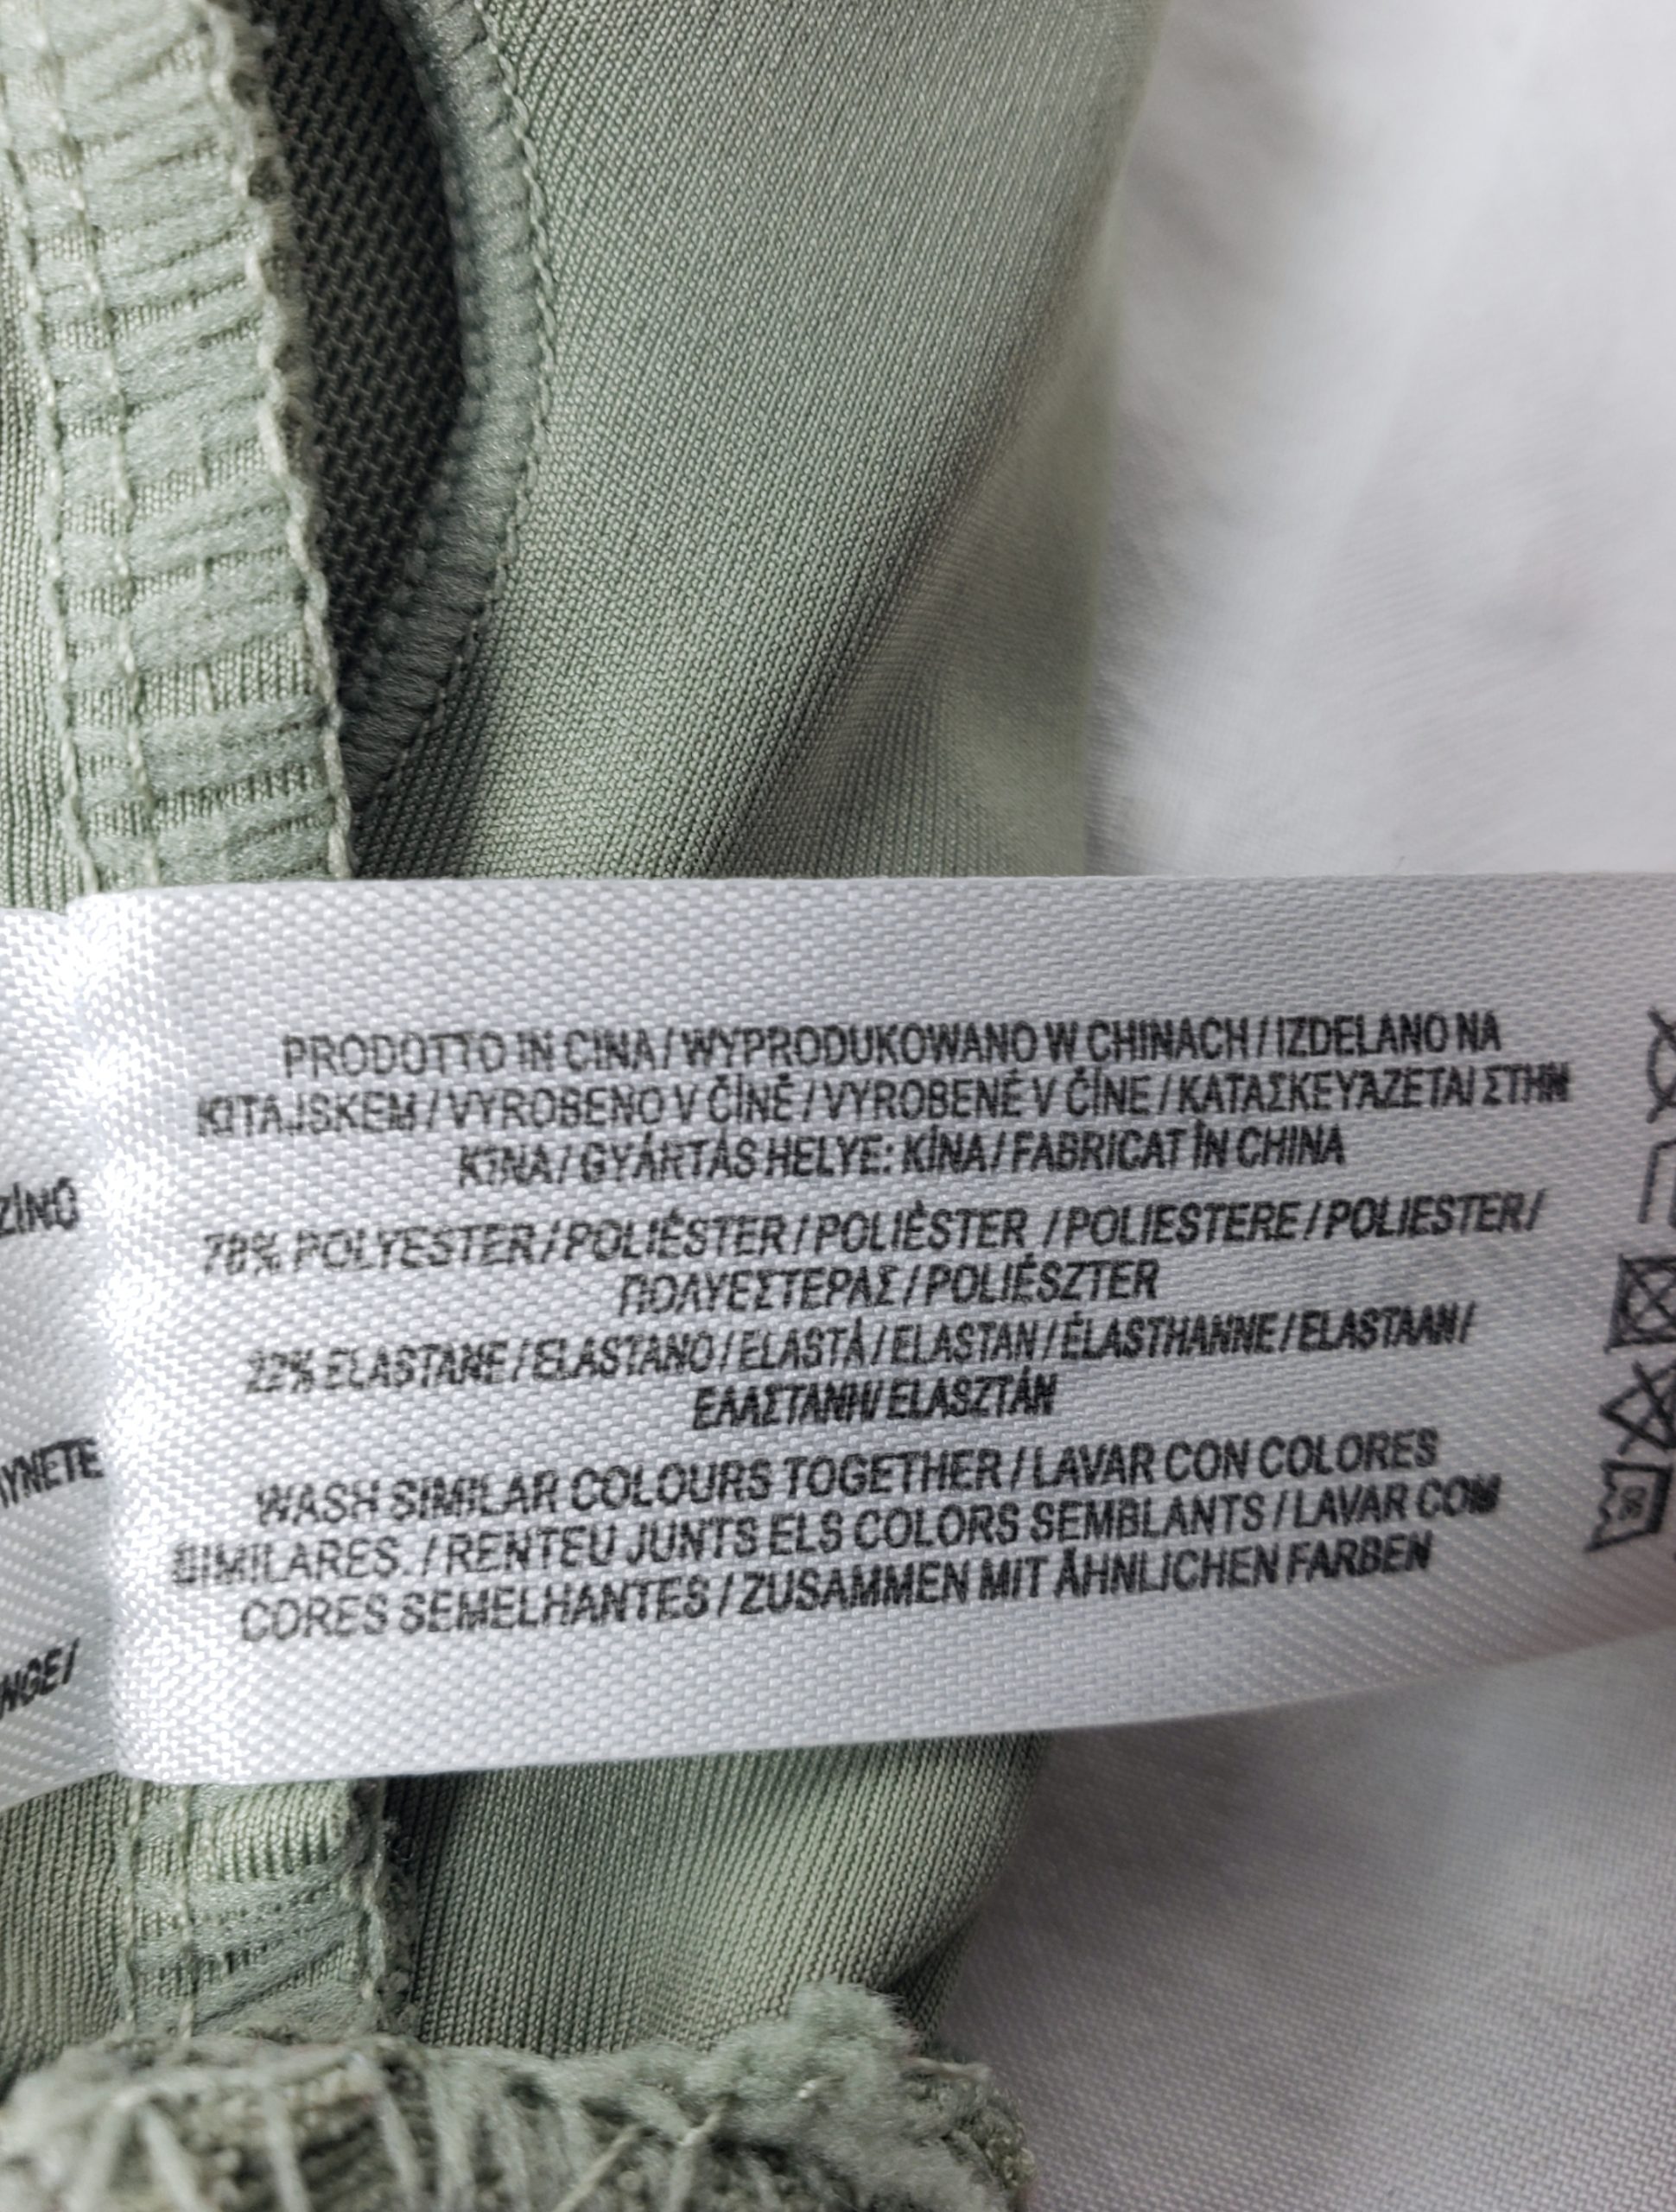 PRODOTTO IN CINA / WYPRODUKOWANO W CHINACH / IZDELANO NA
KITAJSKEM / VYROBENO V ČÍNĚ / VYROBENÉ V ČÍNE / ΚΑΤΑΣΚΕΥΆΖΕΤΑΙ ΣΤΗΝ
ΚΊΝΑ / GYÁRTÁS HELYE: KÍNA / FABRICAT ÎN CHINA
78% POLYESTER / POLIÉSTER / POLIÈSTER / POLIESTERE / POLIESTER /
ΠΟΛΥΕΣΤΕΡΑΣ / POLIÉSZTER
22% ELASTANE / ELASTANO / ELASTÀ / ELASTAN / ÉLASTHANNE / ELASTAAN /
ΕΛΑΣΤΑΝΗ / ELASZTÁN
WASH SIMILAR COLOURS TOGETHER / LAVAR CON COLORES
SIMILARES. / RENTEU JUNTS ELS COLORS SEMBLANTS / LAVAR COM
CORES SEMELHANTES / ZUSAMMEN MIT ÄHNLICHEN FARBEN